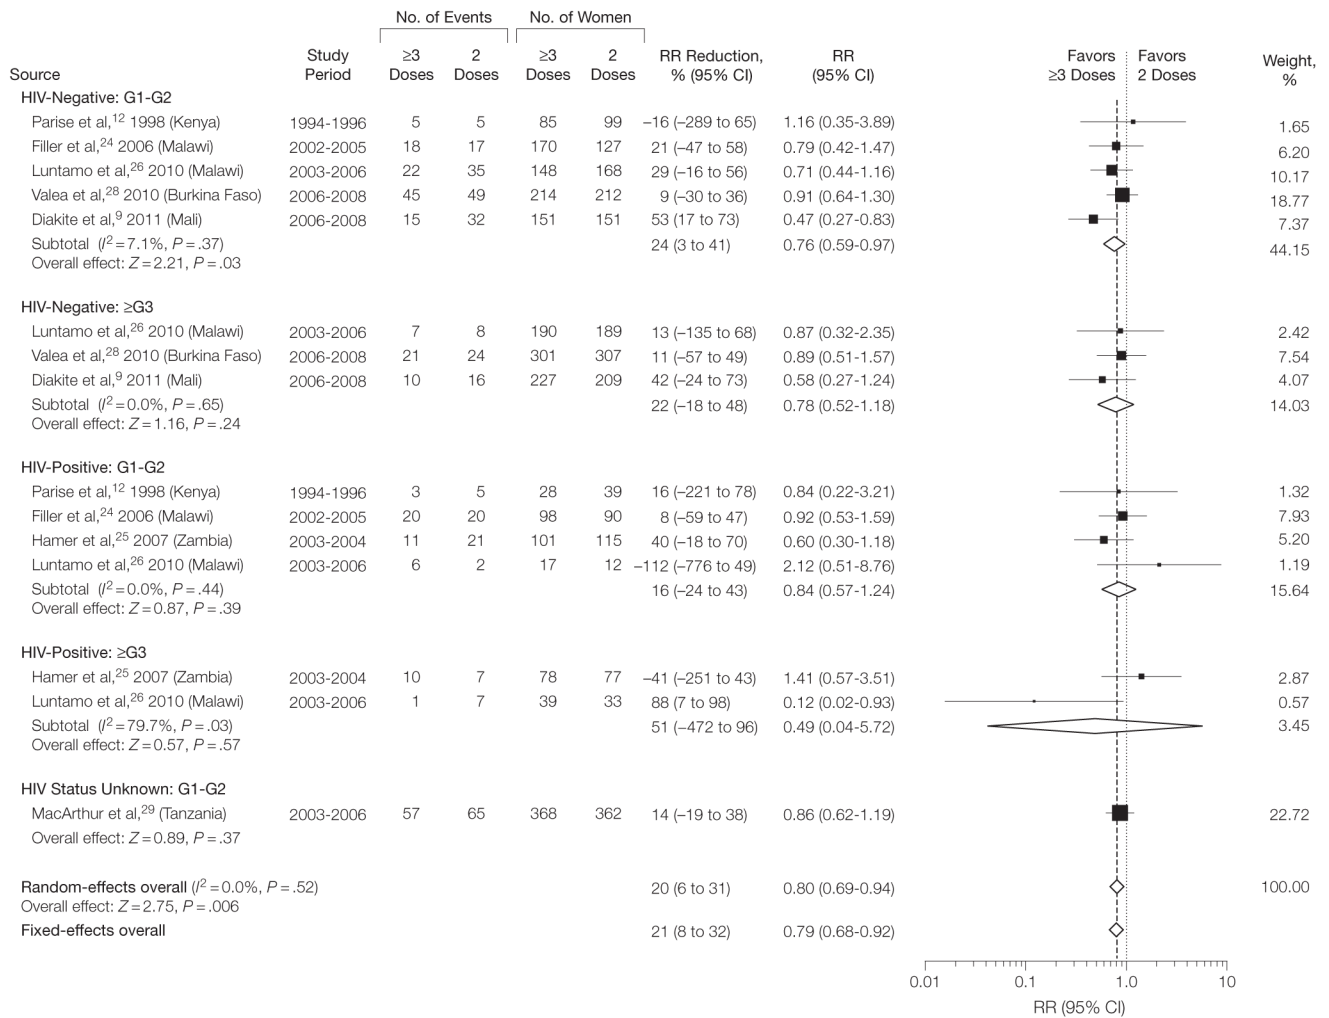 No. of Events No. of Women
Source Study Period ≥3 Doses 2 Doses ≥3 Doses 2 Doses RR Reduction, % (95% CI) RR (95% CI) Favors ≥3 Doses Favors 2 Doses Weight, %
HIV-Negative: G1-G2
Parise et al,12 1998 (Kenya) 1994-1996 5 5 85 99 –16 (–289 to 65) 1.16 (0.35-3.89) 1.65
Filler et al,24 2006 (Malawi) 2002-2005 18 17 170 127 21 (–47 to 58) 0.79 (0.42-1.47) 6.20
Luntamo et al,26 2010 (Malawi) 2003-2006 22 35 148 168 29 (–16 to 56) 0.71 (0.44-1.16) 10.17
Valea et al,28 2010 (Burkina Faso) 2006-2008 45 49 214 212 9 (–30 to 36) 0.91 (0.64-1.30) 18.77
Diakite et al,9 2011 (Mali) 2006-2008 15 32 151 151 53 (17 to 73) 0.47 (0.27-0.83) 7.37
Subtotal (I2 = 7.1%, P = .37) 24 (3 to 41) 0.76 (0.59-0.97) 44.15
Overall effect: Z = 2.21, P = .03
HIV-Negative: ≥G3
Luntamo et al,26 2010 (Malawi) 2003-2006 7 8 190 189 13 (–135 to 68) 0.87 (0.32-2.35) 2.42
Valea et al,28 2010 (Burkina Faso) 2006-2008 21 24 301 307 11 (–57 to 49) 0.89 (0.51-1.57) 7.54
Diakite et al,9 2011 (Mali) 2006-2008 10 16 227 209 42 (–24 to 73) 0.58 (0.27-1.24) 4.07
Subtotal (I2 = 0.0%, P = .65) 22 (–18 to 48) 0.78 (0.52-1.18) 14.03
Overall effect: Z = 1.16, P = .24
HIV-Positive: G1-G2
Parise et al,12 1998 (Kenya) 1994-1996 3 5 28 39 16 (–221 to 78) 0.84 (0.22-3.21) 1.32
Filler et al,24 2006 (Malawi) 2002-2005 20 20 98 90 8 (–59 to 47) 0.92 (0.53-1.59) 7.93
Hamer et al,25 2007 (Zambia) 2003-2004 11 21 101 115 40 (–18 to 70) 0.60 (0.30-1.18) 5.20
Luntamo et al,26 2010 (Malawi) 2003-2006 6 2 17 12 –112 (–776 to 49) 2.12 (0.51-8.76) 1.19
Subtotal (I2 = 0.0%, P = .44) 16 (–24 to 43) 0.84 (0.57-1.24) 15.64
Overall effect: Z = 0.87, P = .39
HIV-Positive: ≥G3
Hamer et al,25 2007 (Zambia) 2003-2004 10 7 78 77 –41 (–251 to 43) 1.41 (0.57-3.51) 2.87
Luntamo et al,26 2010 (Malawi) 2003-2006 1 7 39 33 88 (7 to 98) 0.12 (0.02-0.93) 0.57
Subtotal (I2 = 79.7%, P = .03) 51 (–472 to 96) 0.49 (0.04-5.72) 3.45
Overall effect: Z = 0.57, P = .57
HIV Status Unknown: G1-G2
MacArthur et al,29 (Tanzania) 2003-2006 57 65 368 362 14 (–19 to 38) 0.86 (0.62-1.19) 22.72
Overall effect: Z = 0.89, P = .37
Random-effects overall (I2 = 0.0%, P = .52) 20 (6 to 31) 0.80 (0.69-0.94) 100.00
Overall effect: Z = 2.75, P = .006
Fixed-effects overall 21 (8 to 32) 0.79 (0.68-0.92)
0.01 0.1 1.0 10
RR (95% CI)